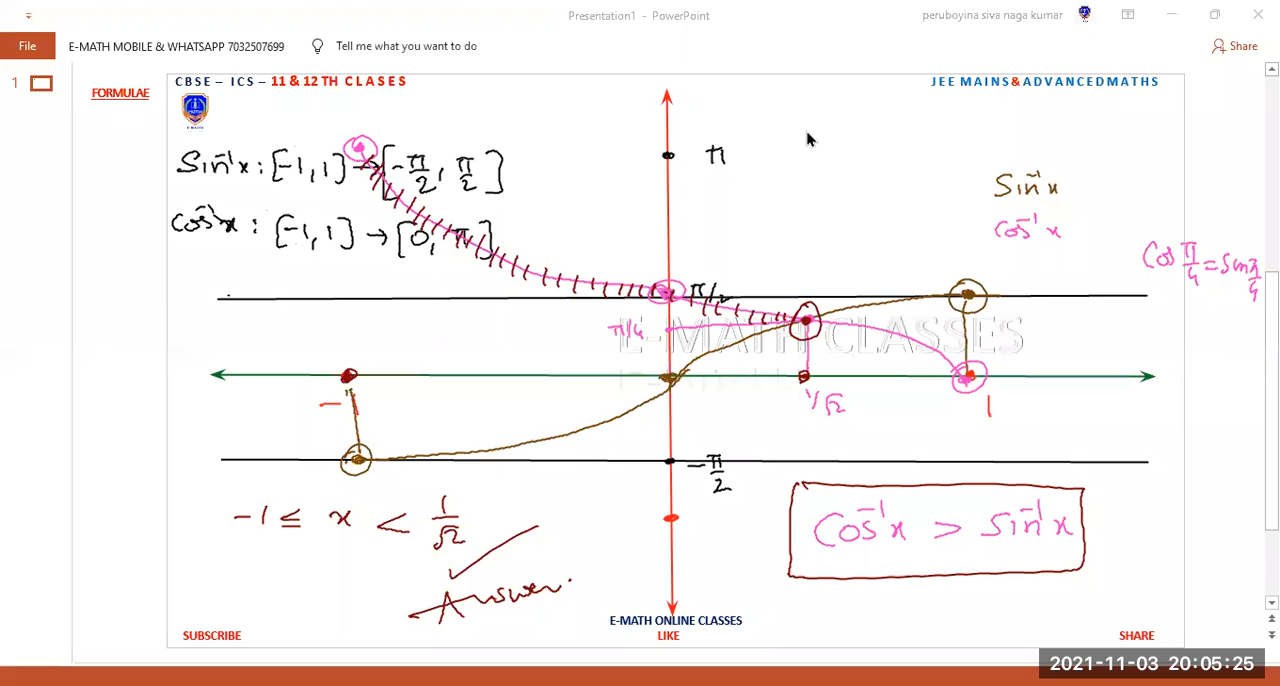 Presentation1 - PowerPoint
peruboyina siva naga kumar
File
E-MATH MOBILE & WHATSAPP 7032507699
Tell me what you want to do
Share
1
FORMULAE
CBSE – ICS – 11 & 12 TH CLASES
JEE MAINS&ADVANCEDMATHS
Sin⁻¹x : [-1, 1] → [-π/2, π/2]
π
Sin⁻¹x
Cos⁻¹x : [-1, 1] → [0, π]
Cos⁻¹x
Cos π/4 = Sin π/4
π/2
π/4
E-MATH CLASSES
-1
1/√2
1
-π/2
-1 ≤ x < 1/√2
Cos⁻¹x > Sin⁻¹x
Answer
E-MATH ONLINE CLASSES
SUBSCRIBE
LIKE
SHARE
2021-11-03 20:05:25